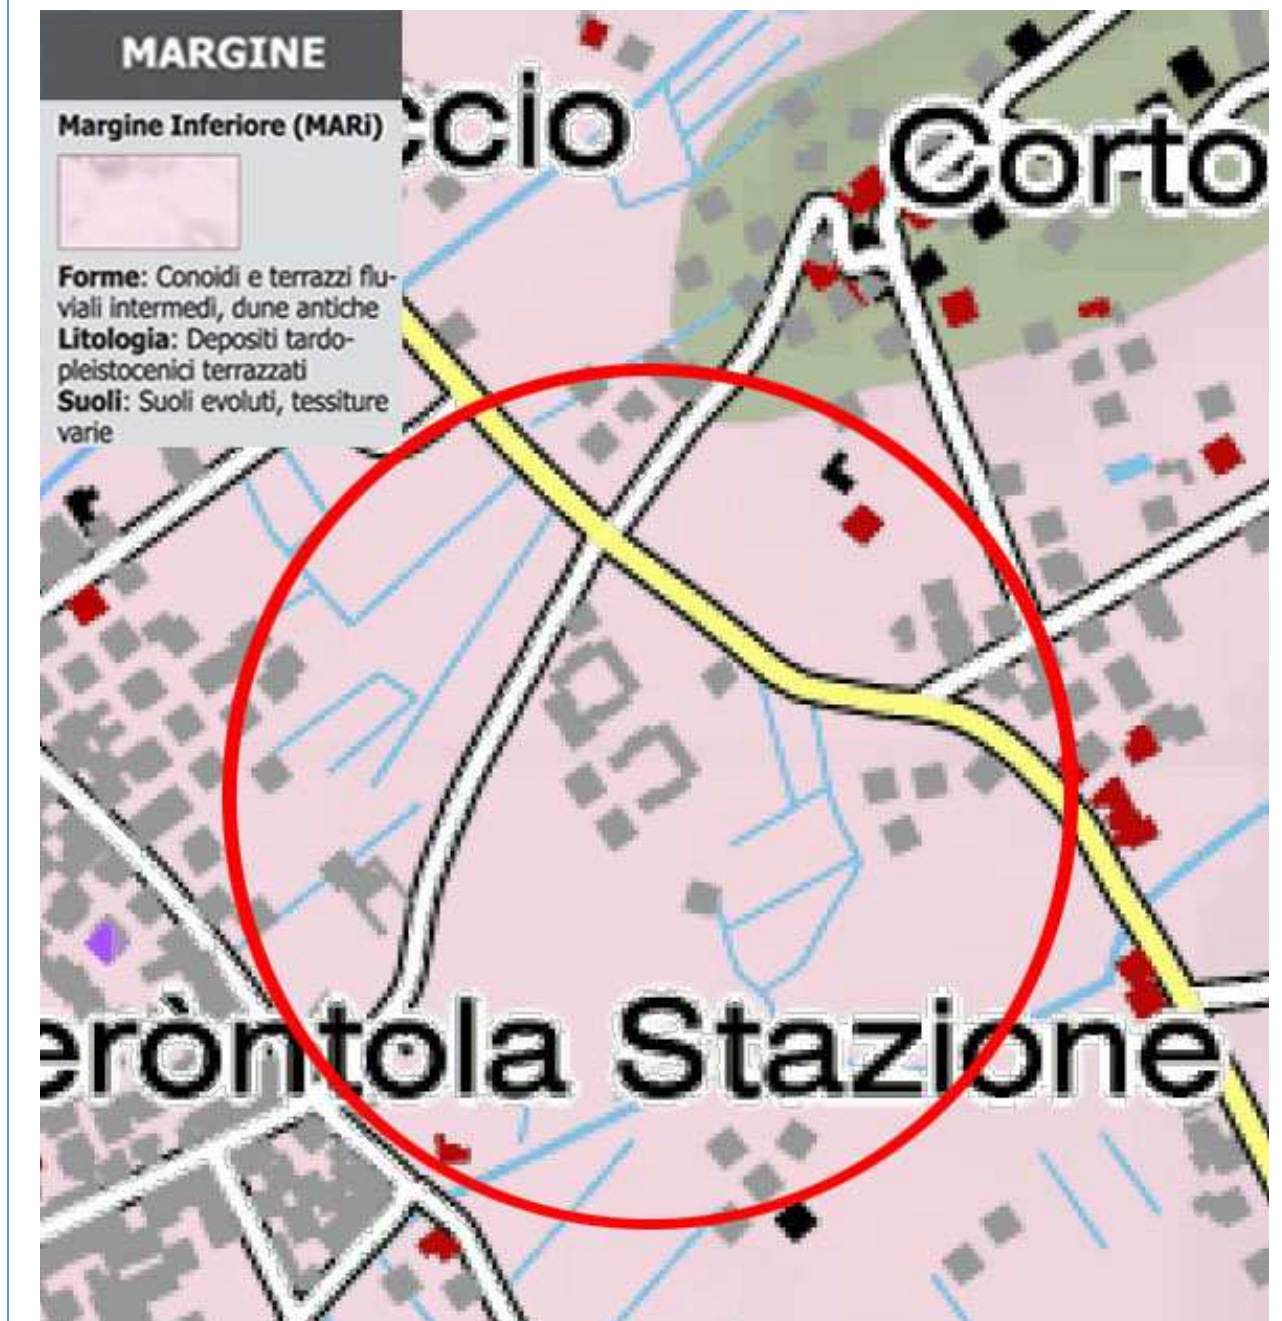 MARGINE
Margine Inferiore (MARi)
Forme: Conoidi e terrazzi flu-
viali intermedi, dune antiche
Litologia: Depositi tardo-
pleistocenici terrazzati
Suoli: Suoli evoluti, tessiture
varie
ccio
Corto
eròntola Stazione